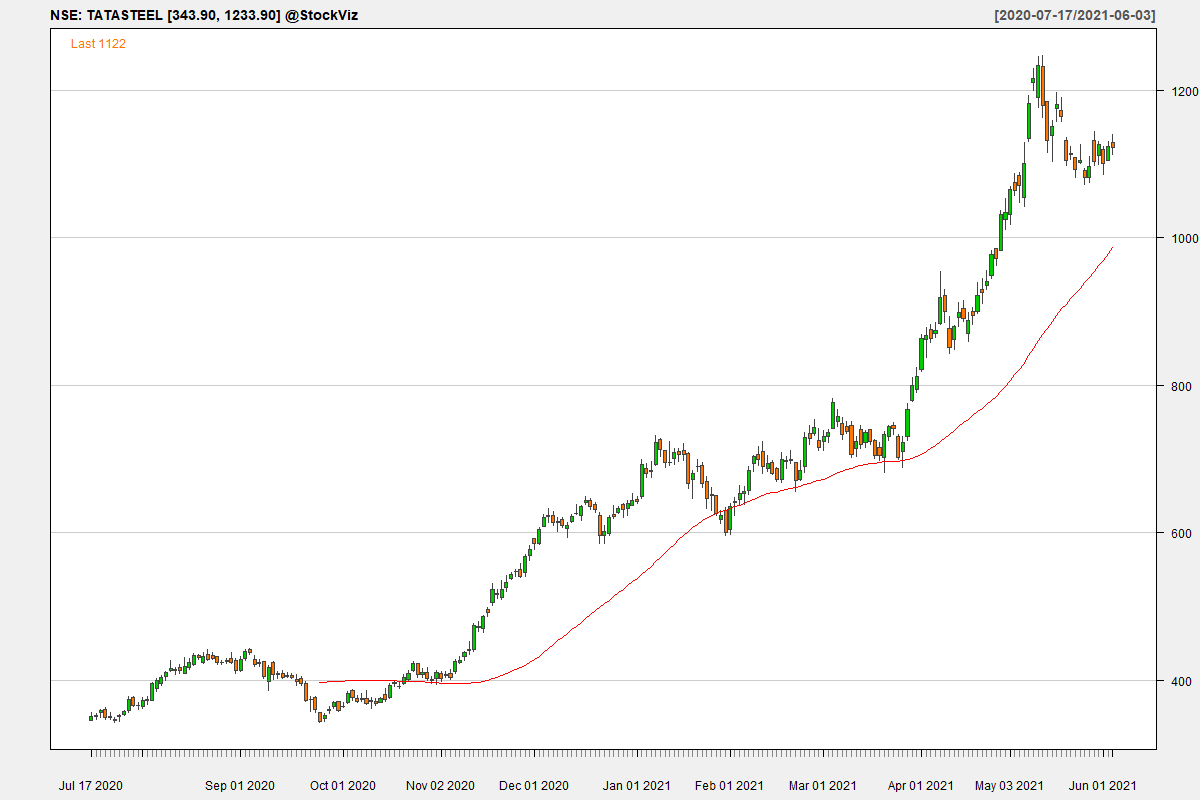 NSE: TATASTEEL [343.90, 1233.90] @StockViz [2020-07-17/2021-06-03]
Last 1122
1200
1000
800
600
400
Jul 17 2020 Sep 01 2020 Oct 01 2020 Nov 02 2020 Dec 01 2020 Jan 01 2021 Feb 01 2021 Mar 01 2021 Apr 01 2021 May 03 2021 Jun 01 2021